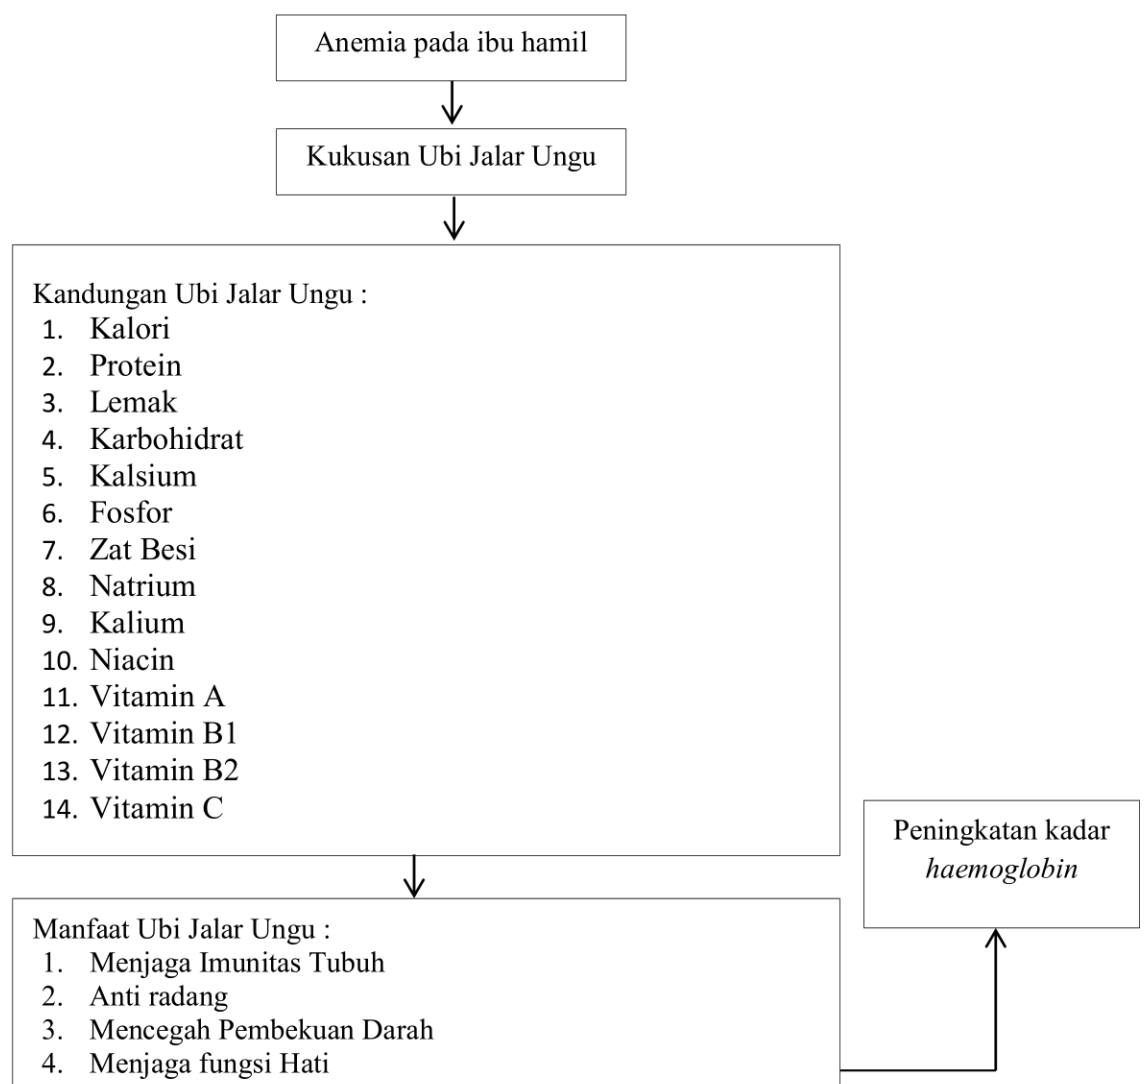 Anemia pada ibu hamil
Kukusan Ubi Jalar Ungu
Kandungan Ubi Jalar Ungu :
1. Kalori
2. Protein
3. Lemak
4. Karbohidrat
5. Kalsium
6. Fosfor
7. Zat Besi
8. Natrium
9. Kalium
10. Niacin
11. Vitamin A
12. Vitamin B1
13. Vitamin B2
14. Vitamin C
Manfaat Ubi Jalar Ungu :
1. Menjaga Imunitas Tubuh
2. Anti radang
3. Mencegah Pembekuan Darah
4. Menjaga fungsi Hati
Peningkatan kadar
haemoglobin